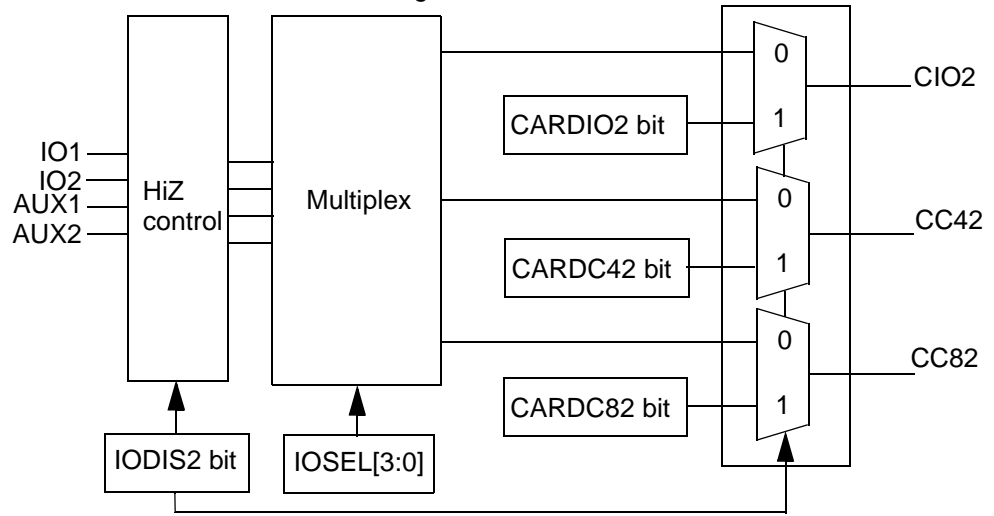 0
CIO2
CARDIO2 bit
1
IO1
IO2
AUX1
AUX2
HiZ
control
Multiplex
0
CC42
CARDC42 bit
1
0
CC82
CARDC82 bit
1
IODIS2 bit
IOSEL[3:0]